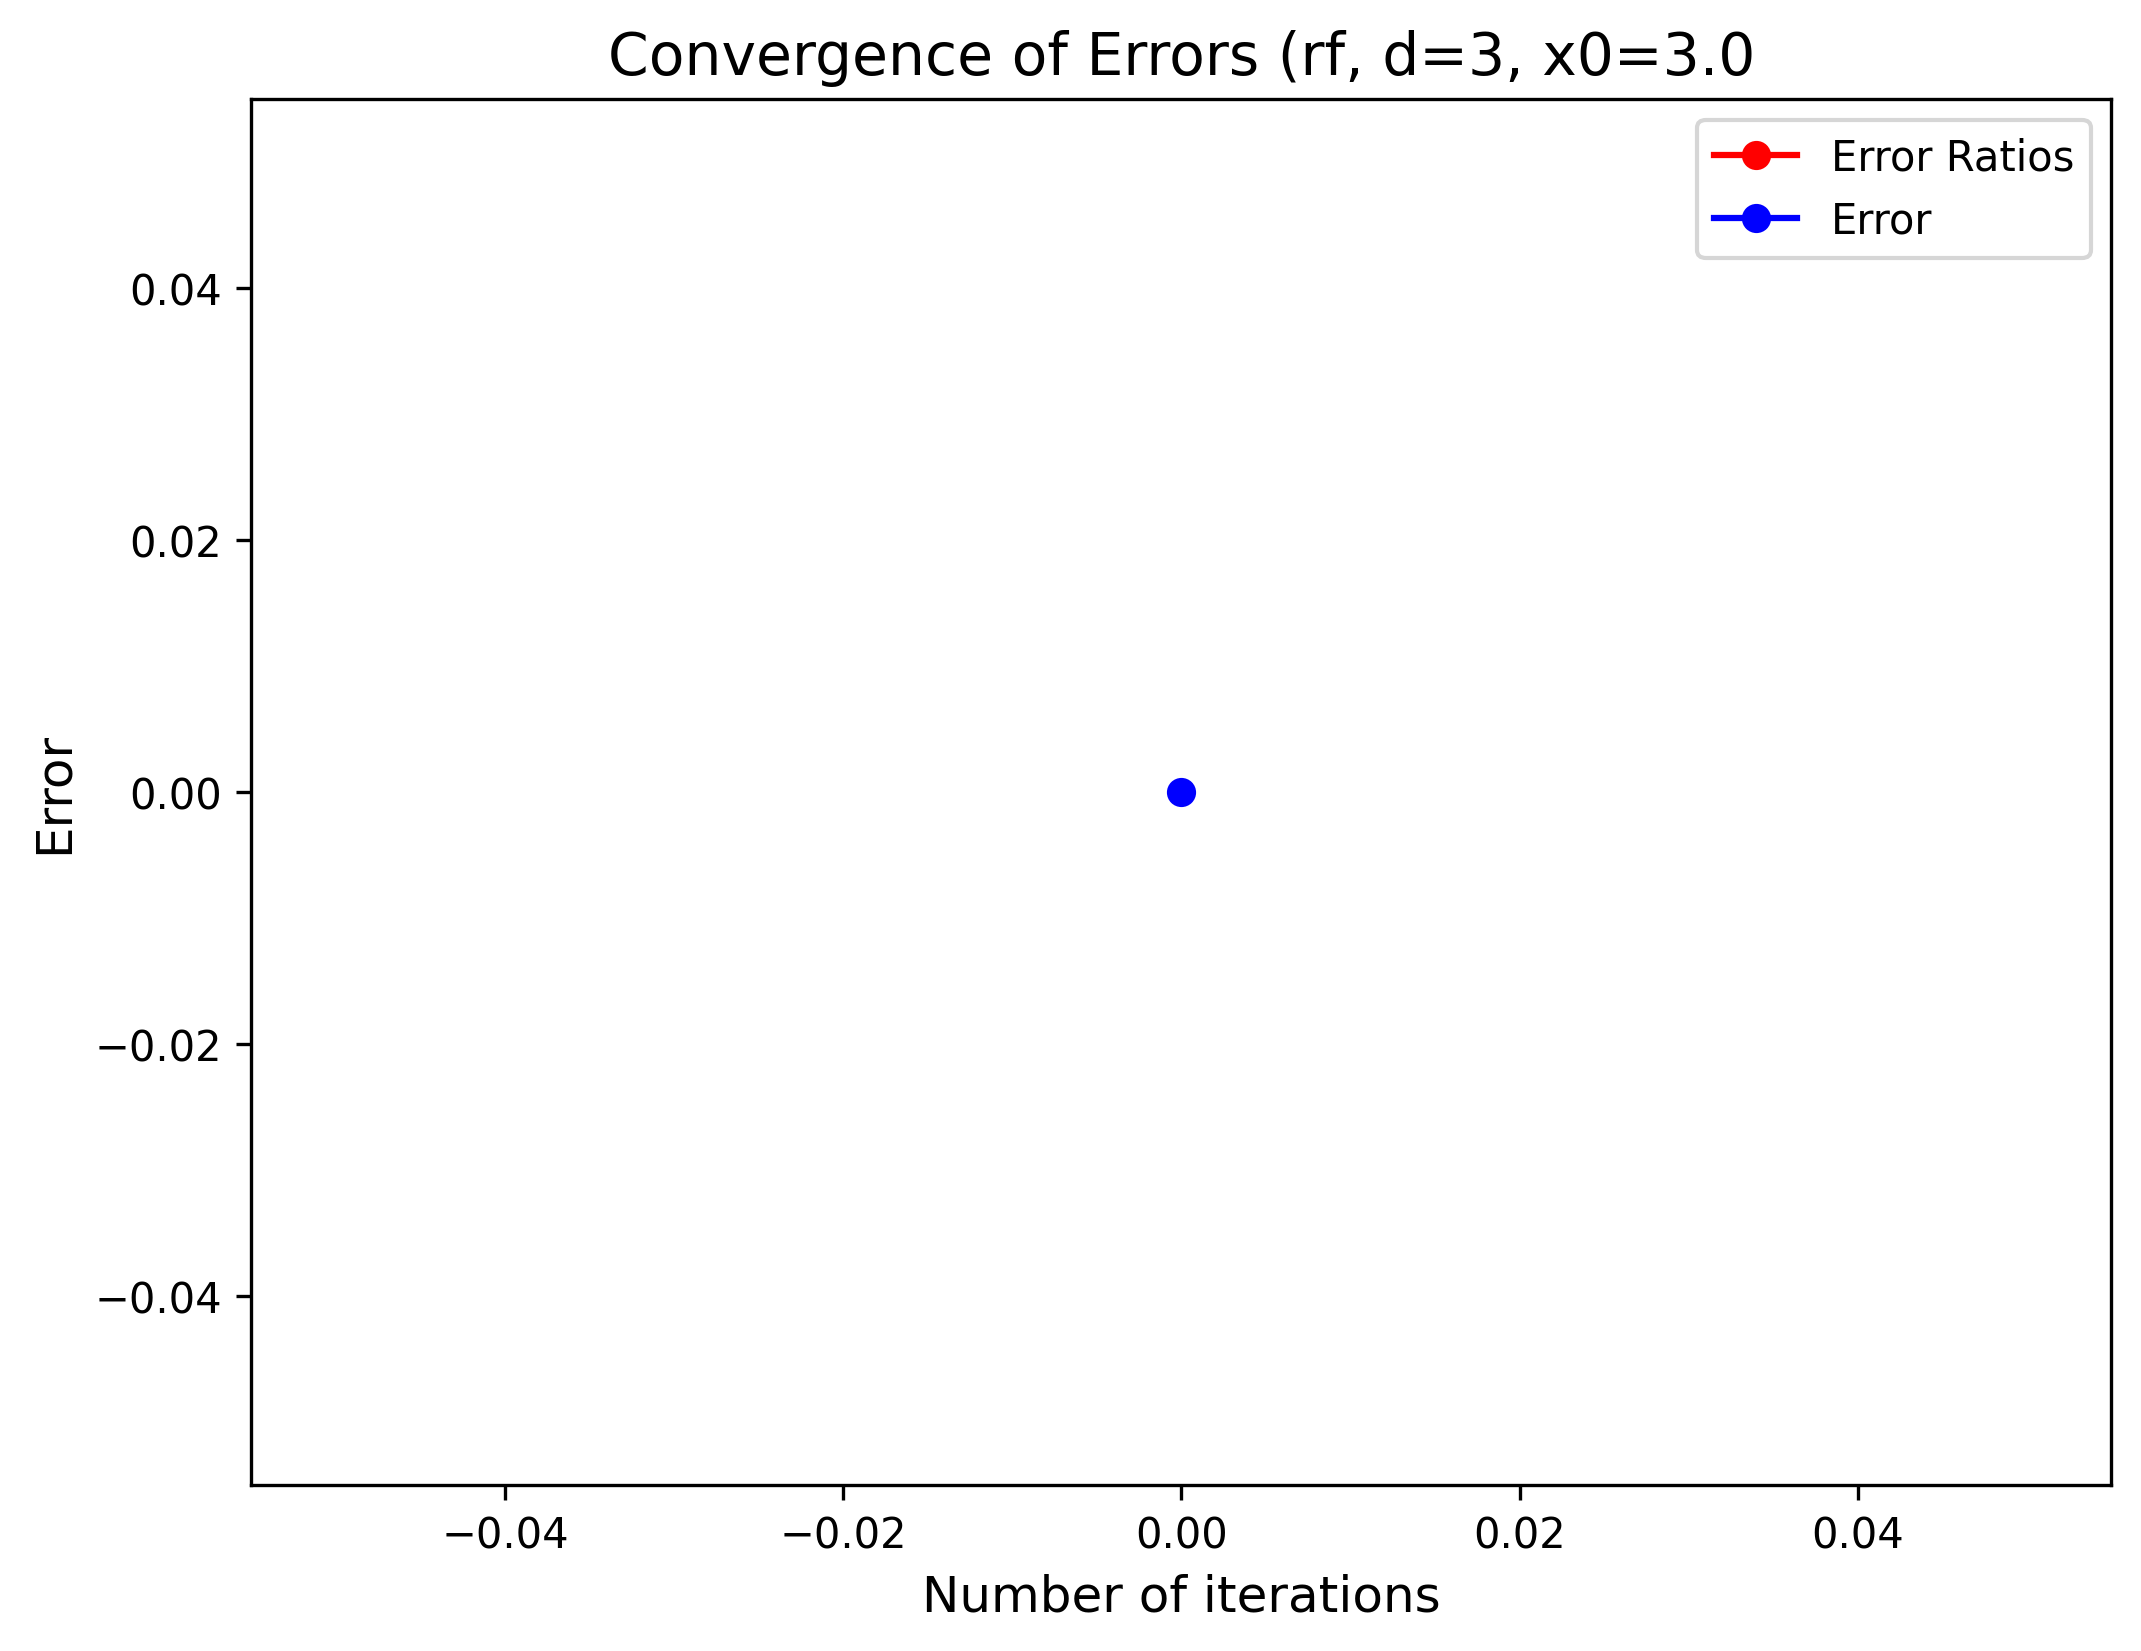 Convergence of Errors (rf, d=3, x0=3.0
Error Ratios
Error
0.04
0.02
0.00
−0.02
−0.04
Error
−0.04
−0.02
0.00
0.02
0.04
Number of iterations